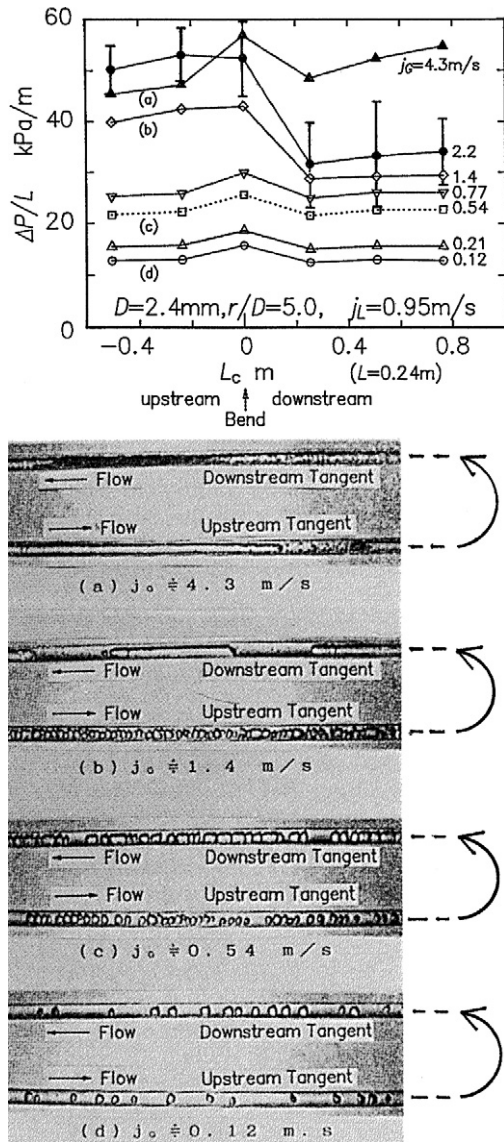 60
ΔP/L kPa/m
40
20
0
(a)
(b)
(c)
(d)
jG=4.3m/s
2.2
1.4
0.77
0.54
0.21
0.12
D=2.4mm, r/D=5.0, jL=0.95m/s
-0.4 0 0.4 0.8
Lc m (L=0.24m)
upstream downstream
Bend
Flow Downstream Tangent
Flow Upstream Tangent
(a) jG ≒ 4.3 m/s
Flow Downstream Tangent
Flow Upstream Tangent
(b) jG ≒ 1.4 m/s
Flow Downstream Tangent
Flow Upstream Tangent
(c) jG ≒ 0.54 m/s
Flow Downstream Tangent
Flow Upstream Tangent
(d) jG ≒ 0.12 m.s